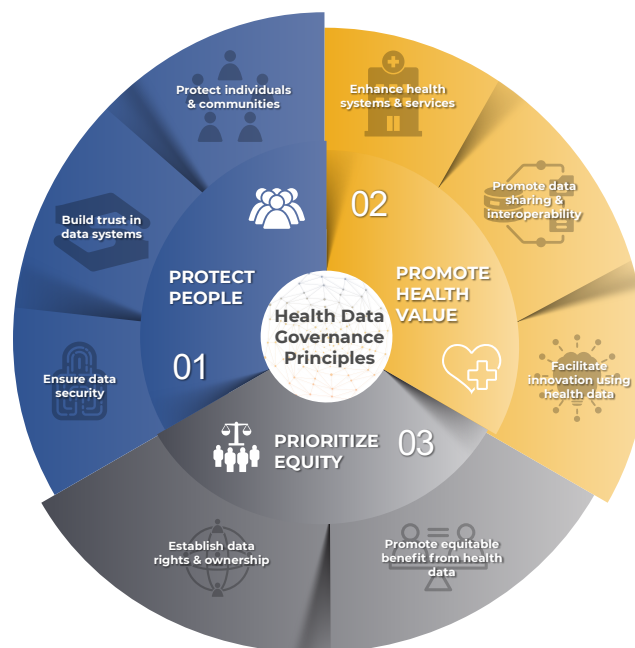 Health Data
Governance
Principles
01
PROTECT
PEOPLE
Protect individuals
& communities
Build trust in
data systems
Ensure data
security
02
PROMOTE
HEALTH
VALUE
Enhance health
systems & services
Promote data
sharing &
interoperability
Facilitate
innovation using
health data
03
PRIORITIZE
EQUITY
Establish data
rights & ownership
Promote equitable
benefit from health
data